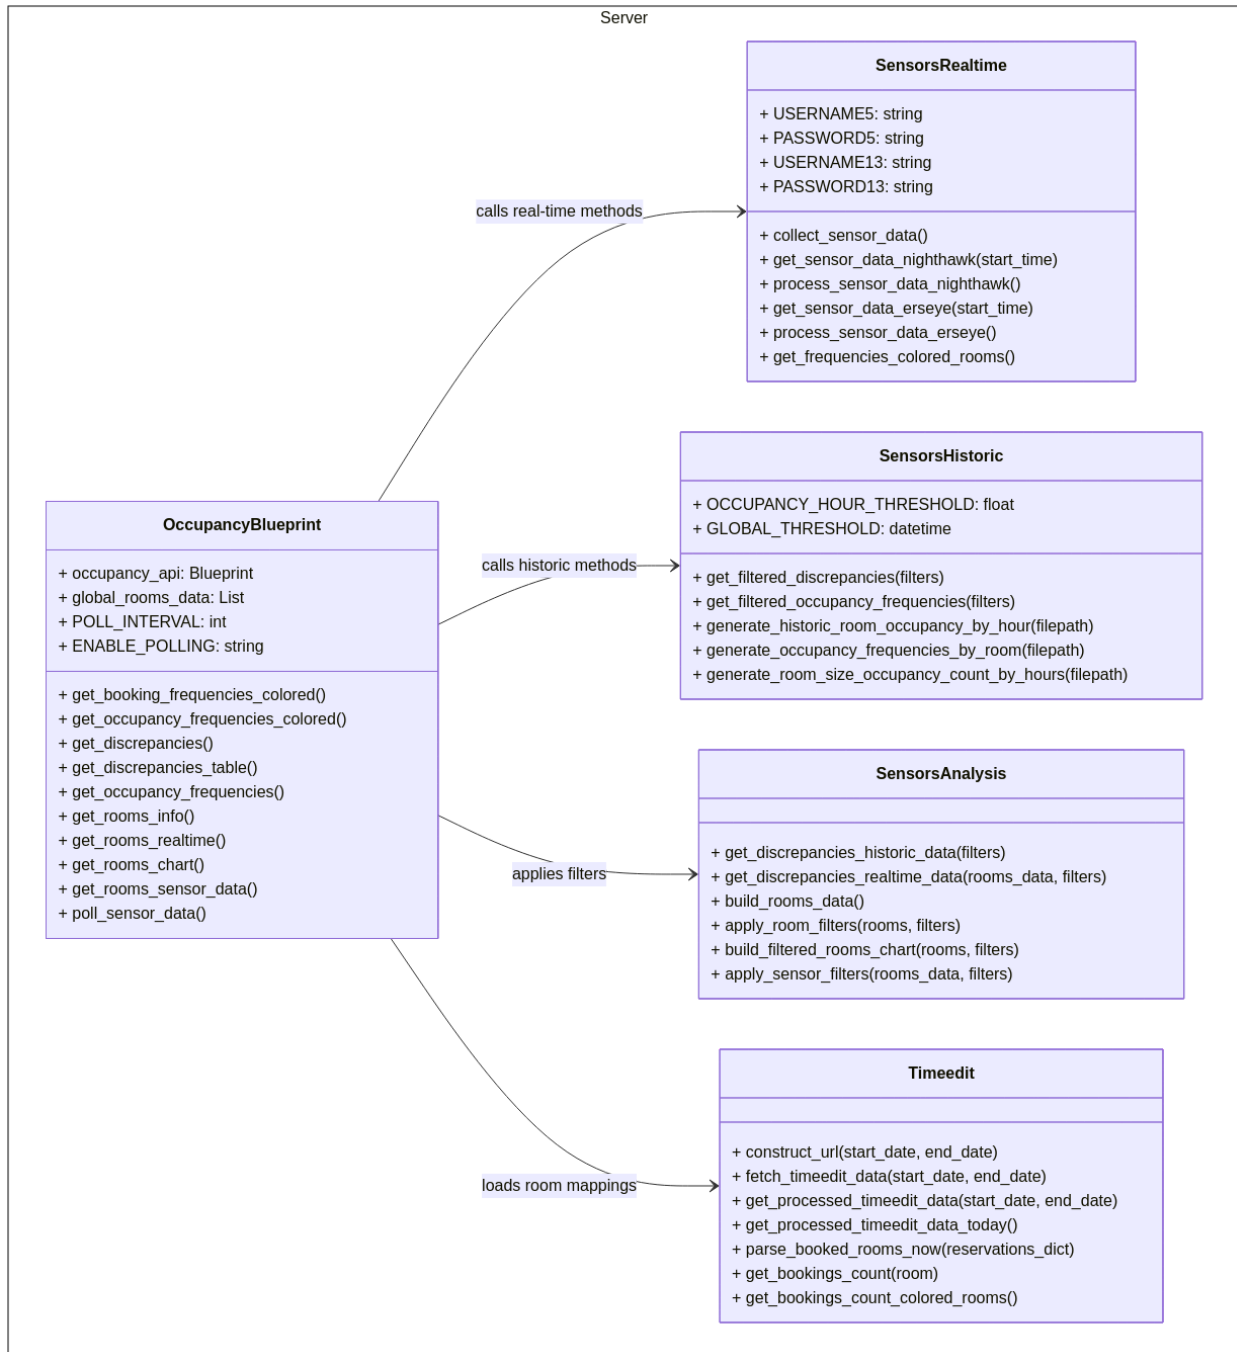 Server
SensorsRealtime
+ USERNAME5: string
+ PASSWORD5: string
+ USERNAME13: string
+ PASSWORD13: string
+ collect_sensor_data()
+ get_sensor_data_nighthawk(start_time)
+ process_sensor_data_nighthawk()
+ get_sensor_data_erseye(start_time)
+ process_sensor_data_erseye()
+ get_frequencies_colored_rooms()
calls real-time methods
SensorsHistoric
+ OCCUPANCY_HOUR_THRESHOLD: float
+ GLOBAL_THRESHOLD: datetime
+ get_filtered_discrepancies(filters)
+ get_filtered_occupancy_frequencies(filters)
+ generate_historic_room_occupancy_by_hour(filepath)
+ generate_occupancy_frequencies_by_room(filepath)
+ generate_room_size_occupancy_count_by_hours(filepath)
calls historic methods
OccupancyBlueprint
+ occupancy_api: Blueprint
+ global_rooms_data: List
+ POLL_INTERVAL: int
+ ENABLE_POLLING: string
+ get_booking_frequencies_colored()
+ get_occupancy_frequencies_colored()
+ get_discrepancies()
+ get_discrepancies_table()
+ get_occupancy_frequencies()
+ get_rooms_info()
+ get_rooms_realtime()
+ get_rooms_chart()
+ get_rooms_sensor_data()
+ poll_sensor_data()
applies filters
SensorsAnalysis
+ get_discrepancies_historic_data(filters)
+ get_discrepancies_realtime_data(rooms_data, filters)
+ build_rooms_data()
+ apply_room_filters(rooms, filters)
+ build_filtered_rooms_chart(rooms, filters)
+ apply_sensor_filters(rooms_data, filters)
loads room mappings
Timeedit
+ construct_url(start_date, end_date)
+ fetch_timeedit_data(start_date, end_date)
+ get_processed_timeedit_data(start_date, end_date)
+ get_processed_timeedit_data_today()
+ parse_booked_rooms_now(reservations_dict)
+ get_bookings_count(room)
+ get_bookings_count_colored_rooms()